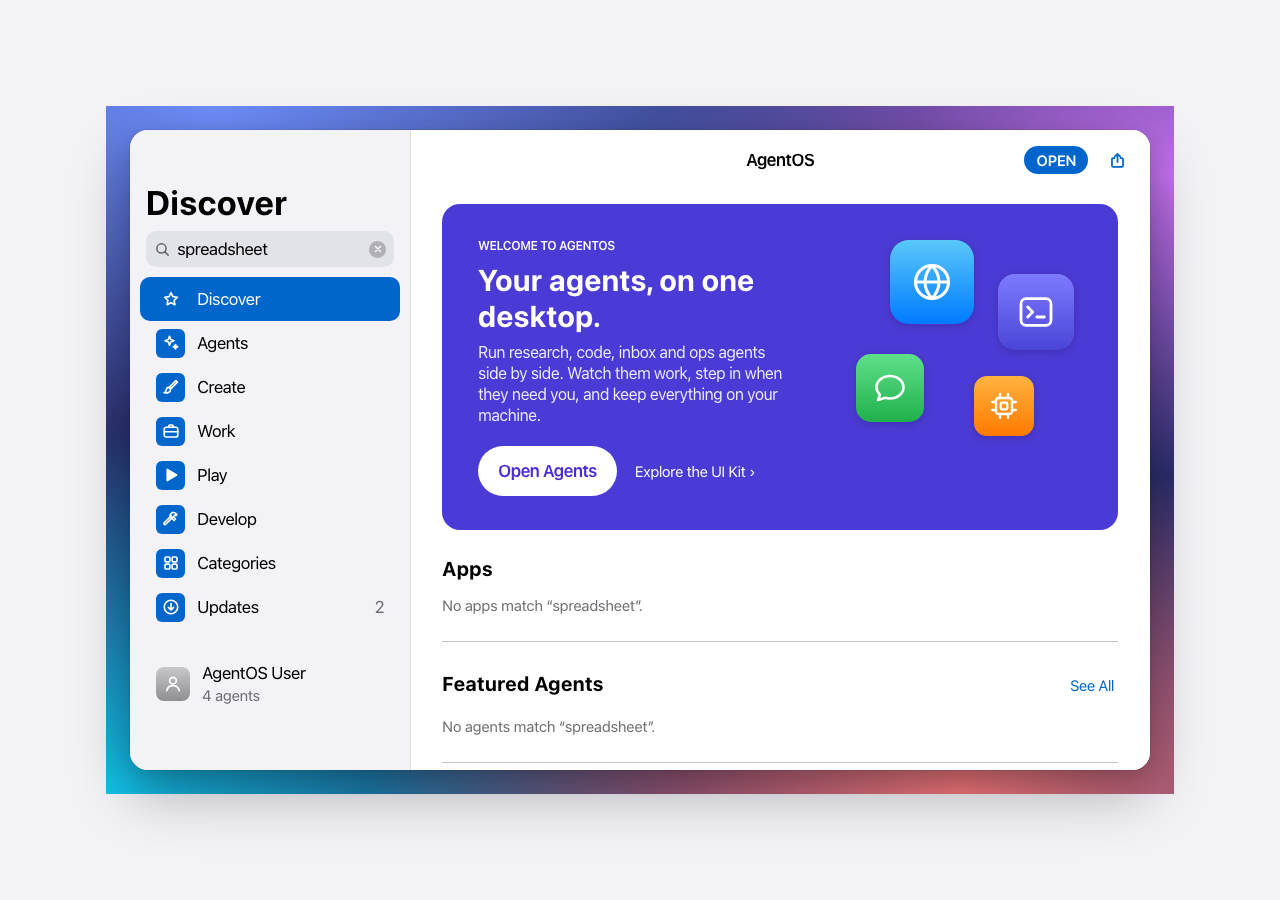 Discover
spreadsheet
Discover
Agents
Create
Work
Play
Develop
Categories
Updates 2
AgentOS User
4 agents
AgentOS
OPEN
WELCOME TO AGENTOS
Your agents, on one
desktop.
Run research, code, inbox and ops agents
side by side. Watch them work, step in when
they need you, and keep everything on your
machine.
Open Agents
Explore the UI Kit ›
Apps
No apps match “spreadsheet”.
Featured Agents
See All
No agents match “spreadsheet”.